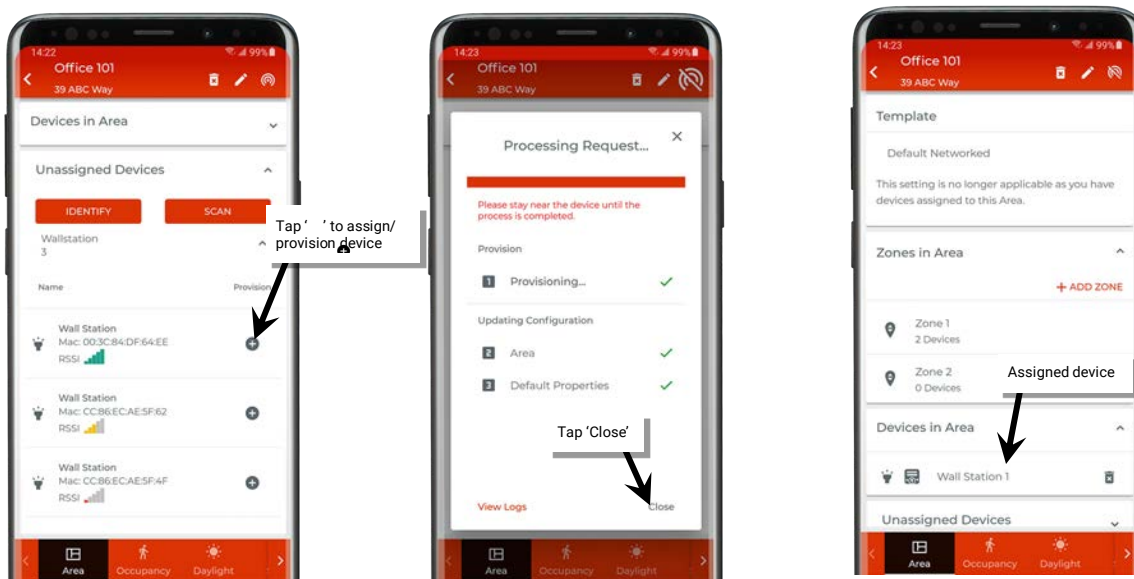 14:22
99%
Office 101
39 ABC Way
Devices in Area
Unassigned Devices
IDENTIFY
SCAN
Wallstation
3
Name
Provision
Wall Station
Mac: 00:3C:84:DF:64:EE
RSSI
Wall Station
Mac: CC:86:EC:AE:5F:62
RSSI
Wall Station
Mac: CC:86:EC:AE:5F:4F
RSSI
Area
Occupancy
Daylight
Tap ‘ ’ to assign/
provision device
14:23
99%
Office 101
39 ABC Way
Processing Request...
Please stay near the device until the
process is completed.
Provision
1 Provisioning...
Updating Configuration
2 Area
3 Default Properties
Tap ‘Close’
View Logs
Close
Area
Occupancy
Daylight
14:23
99%
Office 101
39 ABC Way
Template
Default Networked
This setting is no longer applicable as you have
devices assigned to this Area.
Zones in Area
+ ADD ZONE
Zone 1
2 Devices
Zone 2
0 Devices
Assigned device
Devices in Area
Wall Station 1
Unassigned Devices
Area
Occupancy
Daylight